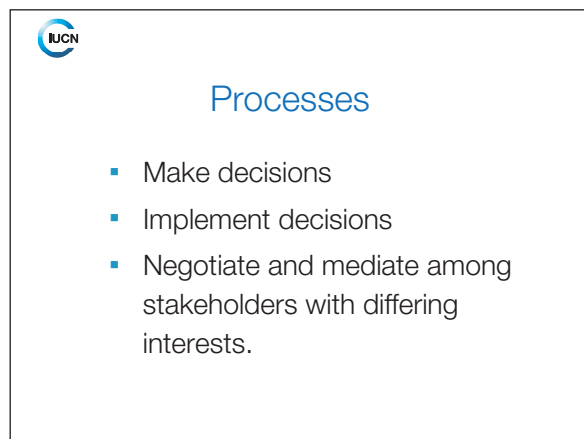 IUCN
Processes
▪ Make decisions
▪ Implement decisions
▪ Negotiate and mediate among
stakeholders with differing
interests.